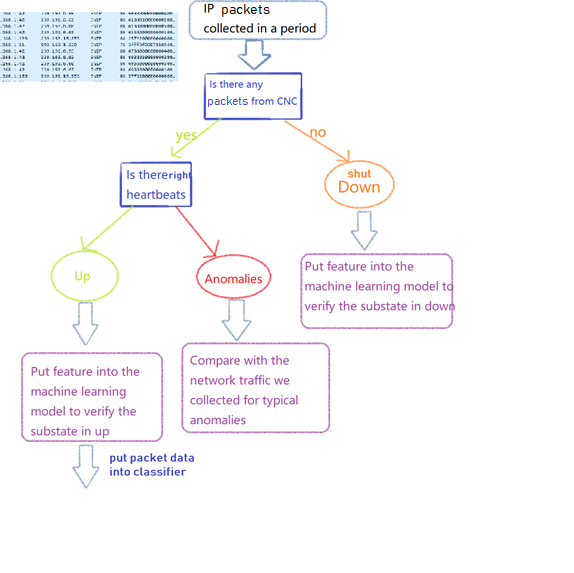 IP packets
collected in a period
Is there any
packets from CNC
yes
no
Is thereright
heartbeats
shut
Down
Up
Anomalies
Put feature into the
machine learning model to
verify the substate in down
Put feature into the
machine learning
model to verify the
substate in up
Compare with the
network traffic we
collected for typical
anomalies
put packet data
into classifier